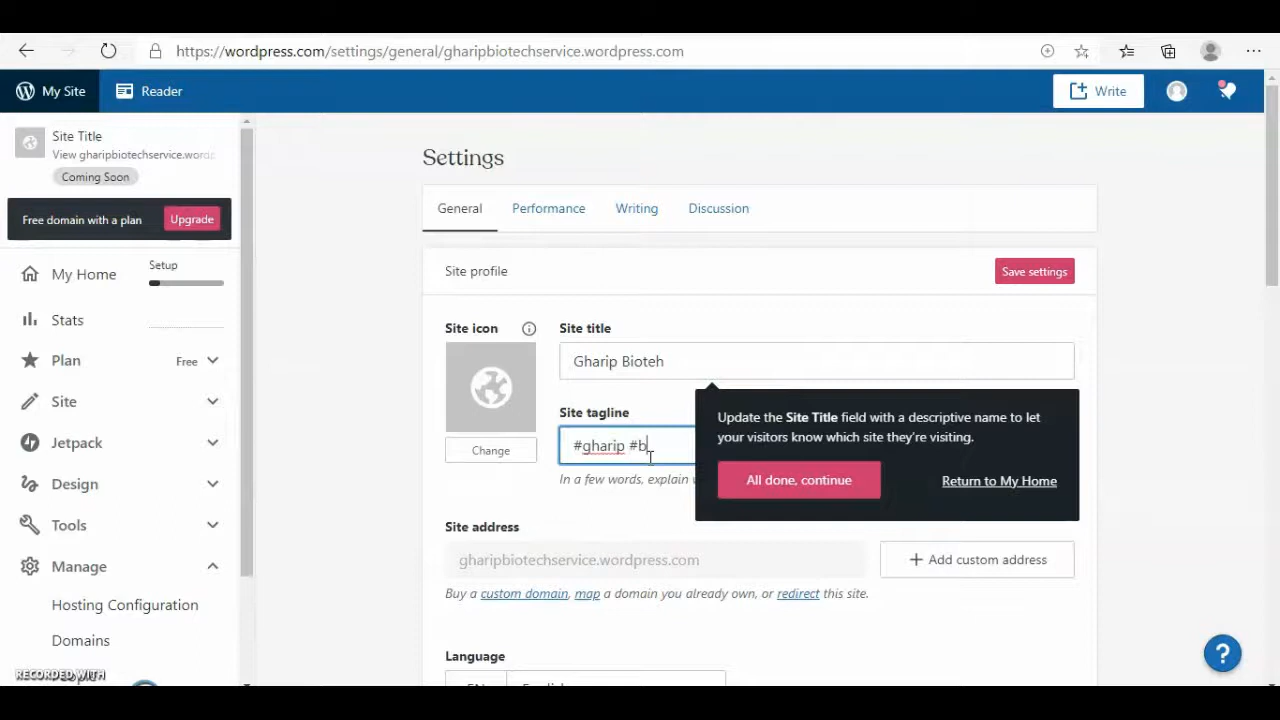 https://wordpress.com/settings/general/gharipbiotechservice.wordpress.com
My Site
Reader
Write
Site Title
View gharipbiotechservice.wordp
Coming Soon
Free domain with a plan
Upgrade
My Home
Setup
Stats
Plan
Free
Site
Jetpack
Design
Tools
Manage
Hosting Configuration
Domains
RECORDED WITH
Settings
General
Performance
Writing
Discussion
Site profile
Save settings
Site icon
Change
Site title
Gharip Bioteh
Site tagline
#gharip #b
In a few words, explain
Update the Site Title field with a descriptive name to let
your visitors know which site they're visiting.
All done, continue
Return to My Home
Site address
gharipbiotechservice.wordpress.com
+ Add custom address
Buy a custom domain, map a domain you already own, or redirect this site.
Language
?